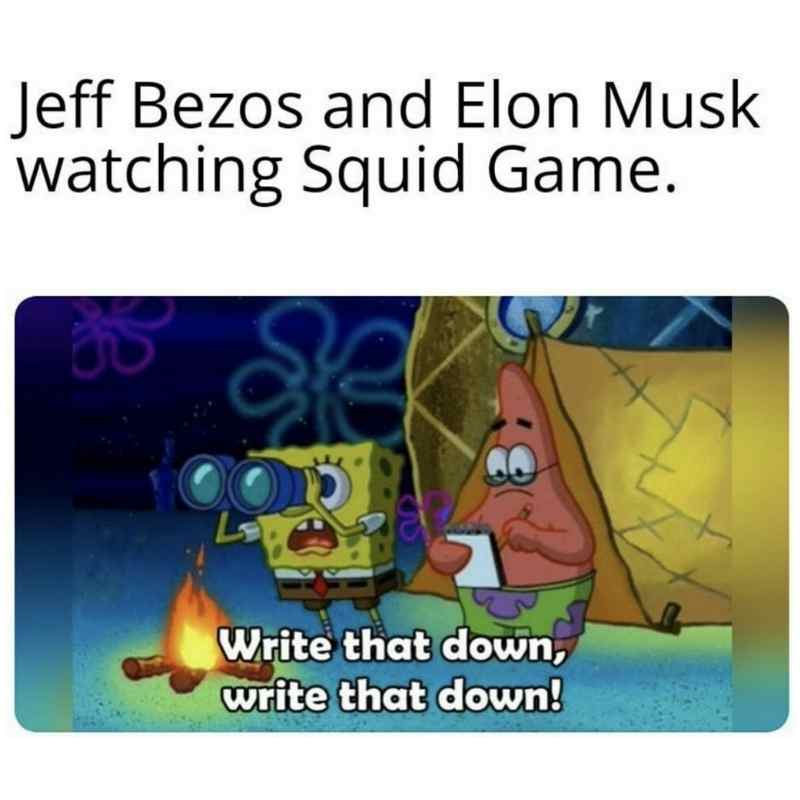 Jeff Bezos and Elon Musk
watching Squid Game.
Write that down,
write that down!